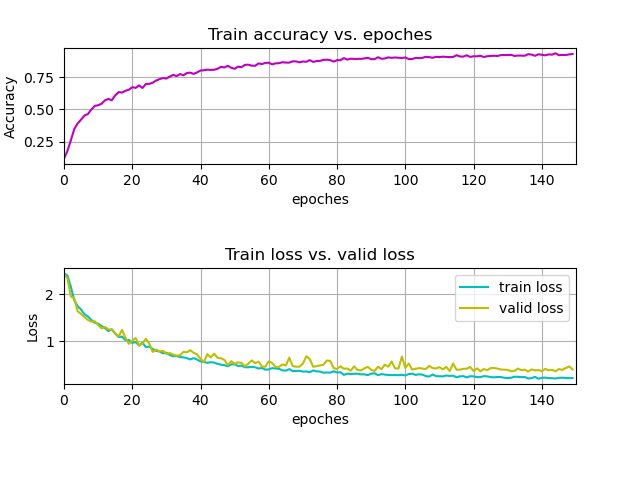 Train accuracy vs. epoches
Accuracy
0.75
0.50
0.25
0 20 40 60 80 100 120 140
epoches
Train loss vs. valid loss
Loss
2
1
train loss
valid loss
0 20 40 60 80 100 120 140
epoches